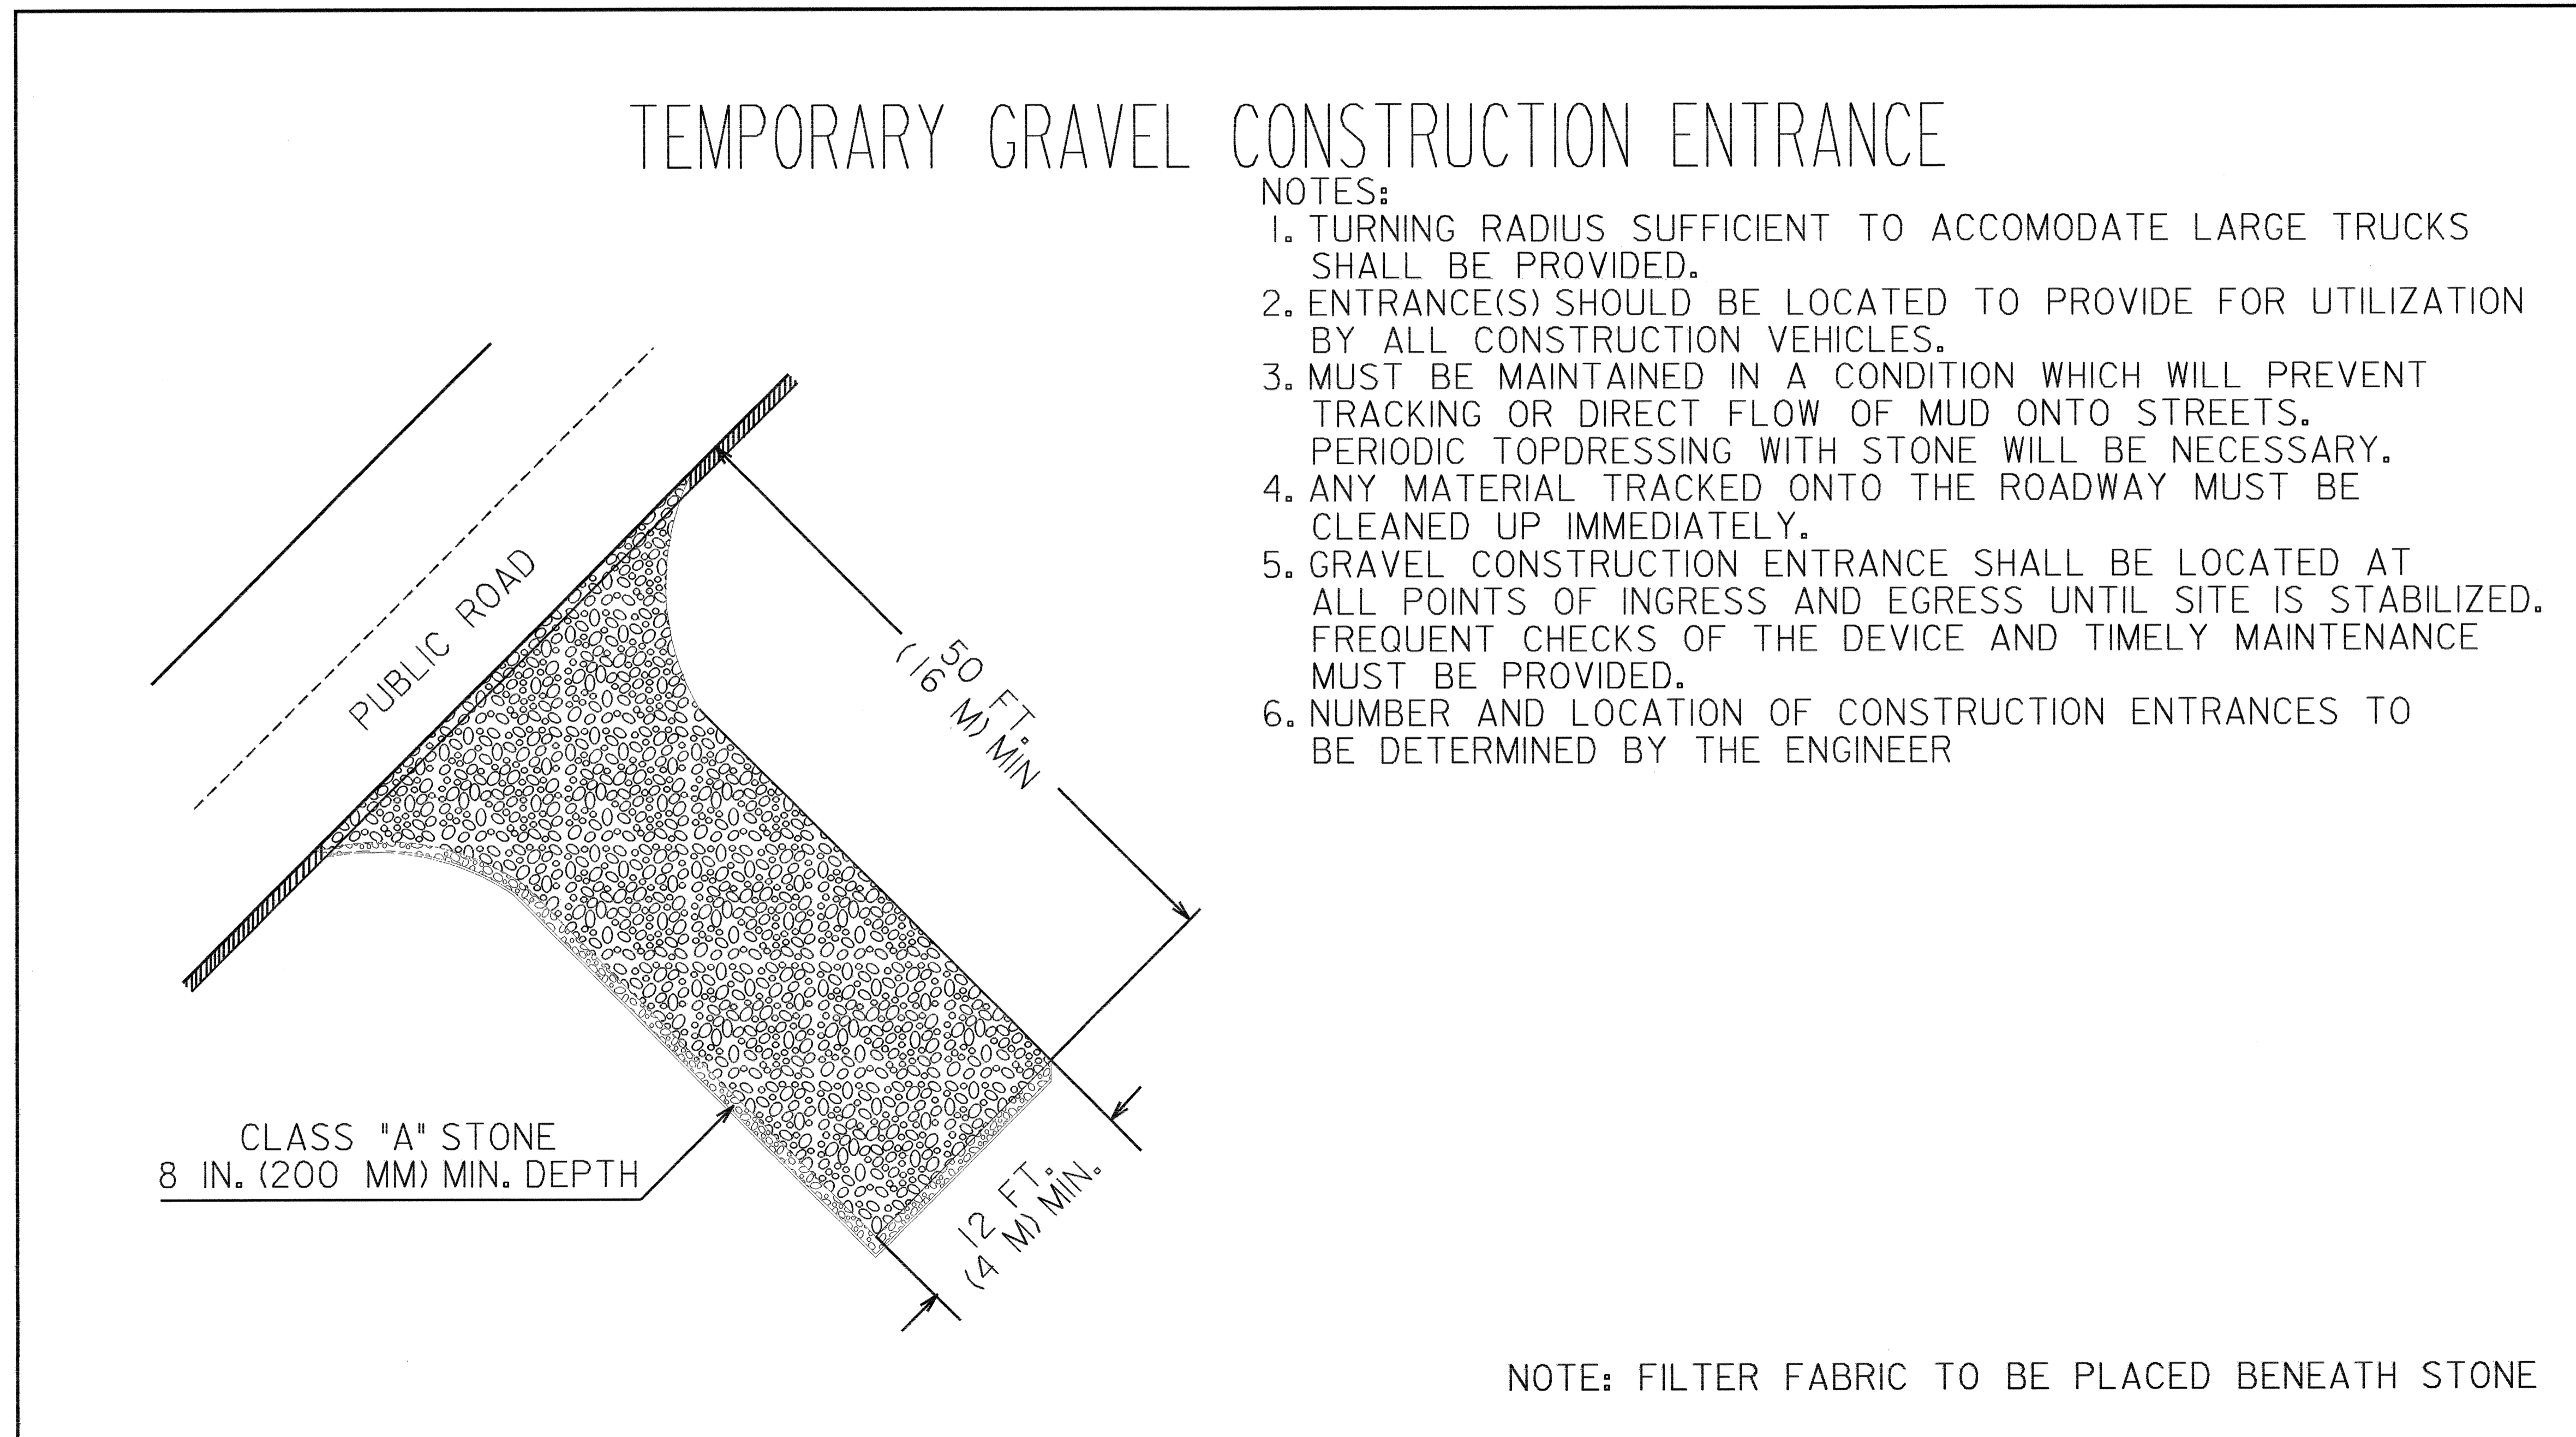 TEMPORARY GRAVEL CONSTRUCTION ENTRANCE
NOTES:
1. TURNING RADIUS SUFFICIENT TO ACCOMODATE LARGE TRUCKS
SHALL BE PROVIDED.
2. ENTRANCE(S) SHOULD BE LOCATED TO PROVIDE FOR UTILIZATION
BY ALL CONSTRUCTION VEHICLES.
3. MUST BE MAINTAINED IN A CONDITION WHICH WILL PREVENT
TRACKING OR DIRECT FLOW OF MUD ONTO STREETS.
PERIODIC TOPDRESSING WITH STONE WILL BE NECESSARY.
4. ANY MATERIAL TRACKED ONTO THE ROADWAY MUST BE
CLEANED UP IMMEDIATELY.
5. GRAVEL CONSTRUCTION ENTRANCE SHALL BE LOCATED AT
ALL POINTS OF INGRESS AND EGRESS UNTIL SITE IS STABILIZED.
FREQUENT CHECKS OF THE DEVICE AND TIMELY MAINTENANCE
MUST BE PROVIDED.
6. NUMBER AND LOCATION OF CONSTRUCTION ENTRANCES TO
BE DETERMINED BY THE ENGINEER
PUBLIC ROAD
50 FT.
(16 M) MIN
CLASS "A" STONE
8 IN. (200 MM) MIN. DEPTH
12 FT.
(4 M) MIN.
NOTE: FILTER FABRIC TO BE PLACED BENEATH STONE